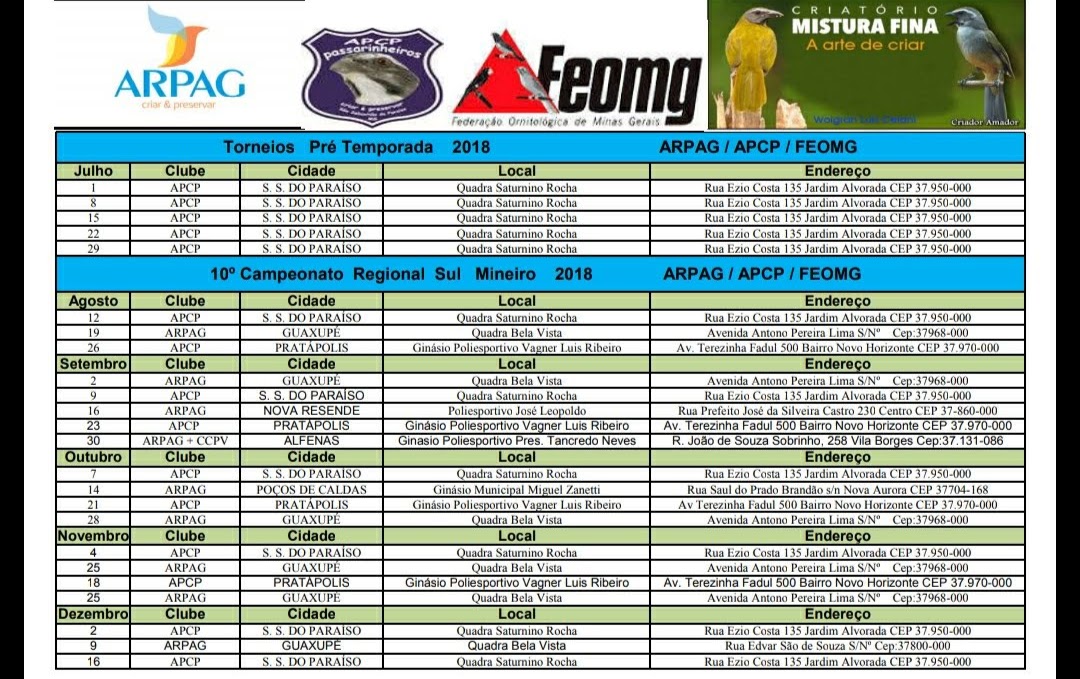 ARPAG
criar & preservar
APCP
passarinheiros
criar & preservar
Feomg
Federação Ornitológica de Minas Gerais
CRIATÓRIO
MISTURA FINA
A arte de criar
Criador Amador
Torneios Pré Temporada 2018 ARPAG / APCP / FEOMG
Julho Clube Cidade Local Endereço
1 APCP S. S. DO PARAÍSO Quadra Saturnino Rocha Rua Ezio Costa 135 Jardim Alvorada CEP 37.950-000
8 APCP S. S. DO PARAÍSO Quadra Saturnino Rocha Rua Ezio Costa 135 Jardim Alvorada CEP 37.950-000
15 APCP S. S. DO PARAÍSO Quadra Saturnino Rocha Rua Ezio Costa 135 Jardim Alvorada CEP 37.950-000
22 APCP S. S. DO PARAÍSO Quadra Saturnino Rocha Rua Ezio Costa 135 Jardim Alvorada CEP 37.950-000
29 APCP S. S. DO PARAÍSO Quadra Saturnino Rocha Rua Ezio Costa 135 Jardim Alvorada CEP 37.950-000
10º Campeonato Regional Sul Mineiro 2018 ARPAG / APCP / FEOMG
Agosto Clube Cidade Local Endereço
12 APCP S. S. DO PARAÍSO Quadra Saturnino Rocha Rua Ezio Costa 135 Jardim Alvorada CEP 37.950-000
19 ARPAG GUAXUPÉ Quadra Bela Vista Avenida Antono Pereira Lima S/Nº Cep:37968-000
26 APCP PRATÁPOLIS Ginásio Poliesportivo Vagner Luis Ribeiro Av. Terezinha Fadul 500 Bairro Novo Horizonte CEP 37.970-000
Setembro Clube Cidade Local Endereço
2 ARPAG GUAXUPÉ Quadra Bela Vista Avenida Antono Pereira Lima S/Nº Cep:37968-000
9 APCP S. S. DO PARAÍSO Quadra Saturnino Rocha Rua Ezio Costa 135 Jardim Alvorada CEP 37.950-000
16 ARPAG NOVA RESENDE Poliesportivo José Leopoldo Rua Prefeito José da Silveira Castro 230 Centro CEP 37-860-000
23 APCP PRATÁPOLIS Ginásio Poliesportivo Vagner Luis Ribeiro Av. Terezinha Fadul 500 Bairro Novo Horizonte CEP 37.970-000
30 ARPAG + CCPV ALFENAS Ginasio Poliesportivo Pres. Tancredo Neves R. João de Souza Sobrinho, 258 Vila Borges Cep:37.131-086
Outubro Clube Cidade Local Endereço
7 APCP S. S. DO PARAÍSO Quadra Saturnino Rocha Rua Ezio Costa 135 Jardim Alvorada CEP 37.950-000
14 ARPAG POÇOS DE CALDAS Ginásio Municipal Miguel Zanetti Rua Saul do Prado Brandão s/n Nova Aurora CEP 37704-168
21 APCP PRATÁPOLIS Ginásio Poliesportivo Vagner Luis Ribeiro Av Terezinha Fadul 500 Bairro Novo Horizonte CEP 37.970-000
28 ARPAG GUAXUPÉ Quadra Bela Vista Avenida Antono Pereira Lima S/Nº Cep:37968-000
Novembro Clube Cidade Local Endereço
4 APCP S. S. DO PARAÍSO Quadra Saturnino Rocha Rua Ezio Costa 135 Jardim Alvorada CEP 37.950-000
25 ARPAG GUAXUPÉ Quadra Bela Vista Avenida Antono Pereira Lima S/Nº Cep:37968-000
18 APCP PRATÁPOLIS Ginásio Poliesportivo Vagner Luis Ribeiro Av. Terezinha Fadul 500 Bairro Novo Horizonte CEP 37.970-000
25 ARPAG GUAXUPÉ Quadra Bela Vista Avenida Antono Pereira Lima S/Nº Cep:37968-000
Dezembro Clube Cidade Local Endereço
2 APCP S. S. DO PARAÍSO Quadra Saturnino Rocha Rua Ezio Costa 135 Jardim Alvorada CEP 37.950-000
9 ARPAG GUAXUPÉ Quadra Bela Vista Rua Edvar São de Souza S/Nº Cep:37800-000
16 APCP S. S. DO PARAÍSO Quadra Saturnino Rocha Rua Ezio Costa 135 Jardim Alvorada CEP 37.950-000